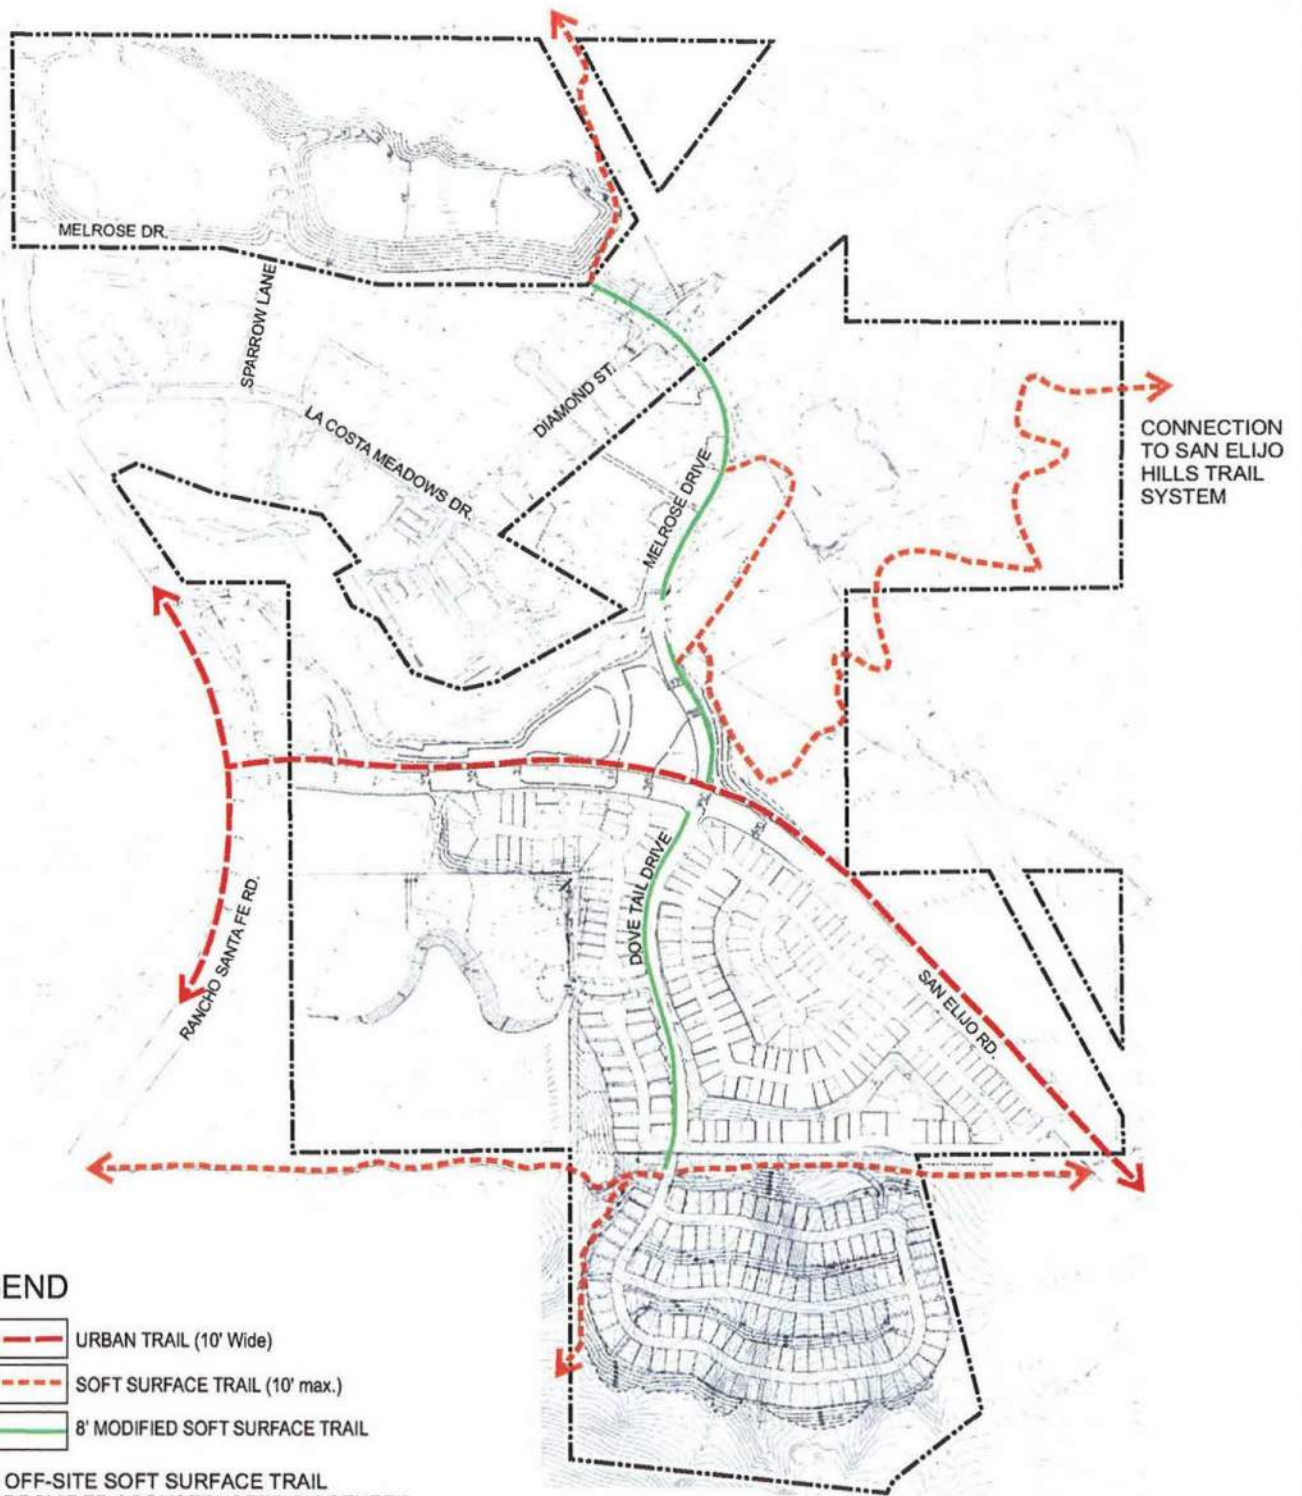 MELROSE DR.
SPARROW LANE
LA COSTA MEADOWS DR.
DIAMOND ST.
MELROSE DRIVE
CONNECTION
TO SAN ELIJO
HILLS TRAIL
SYSTEM
DOVE TAIL DRIVE
RANCHO SANTA FE RD.
SAN ELIJO RD.
END
URBAN TRAIL (10' Wide)
SOFT SURFACE TRAIL (10' max.)
8' MODIFIED SOFT SURFACE TRAIL
OFF-SITE SOFT SURFACE TRAIL